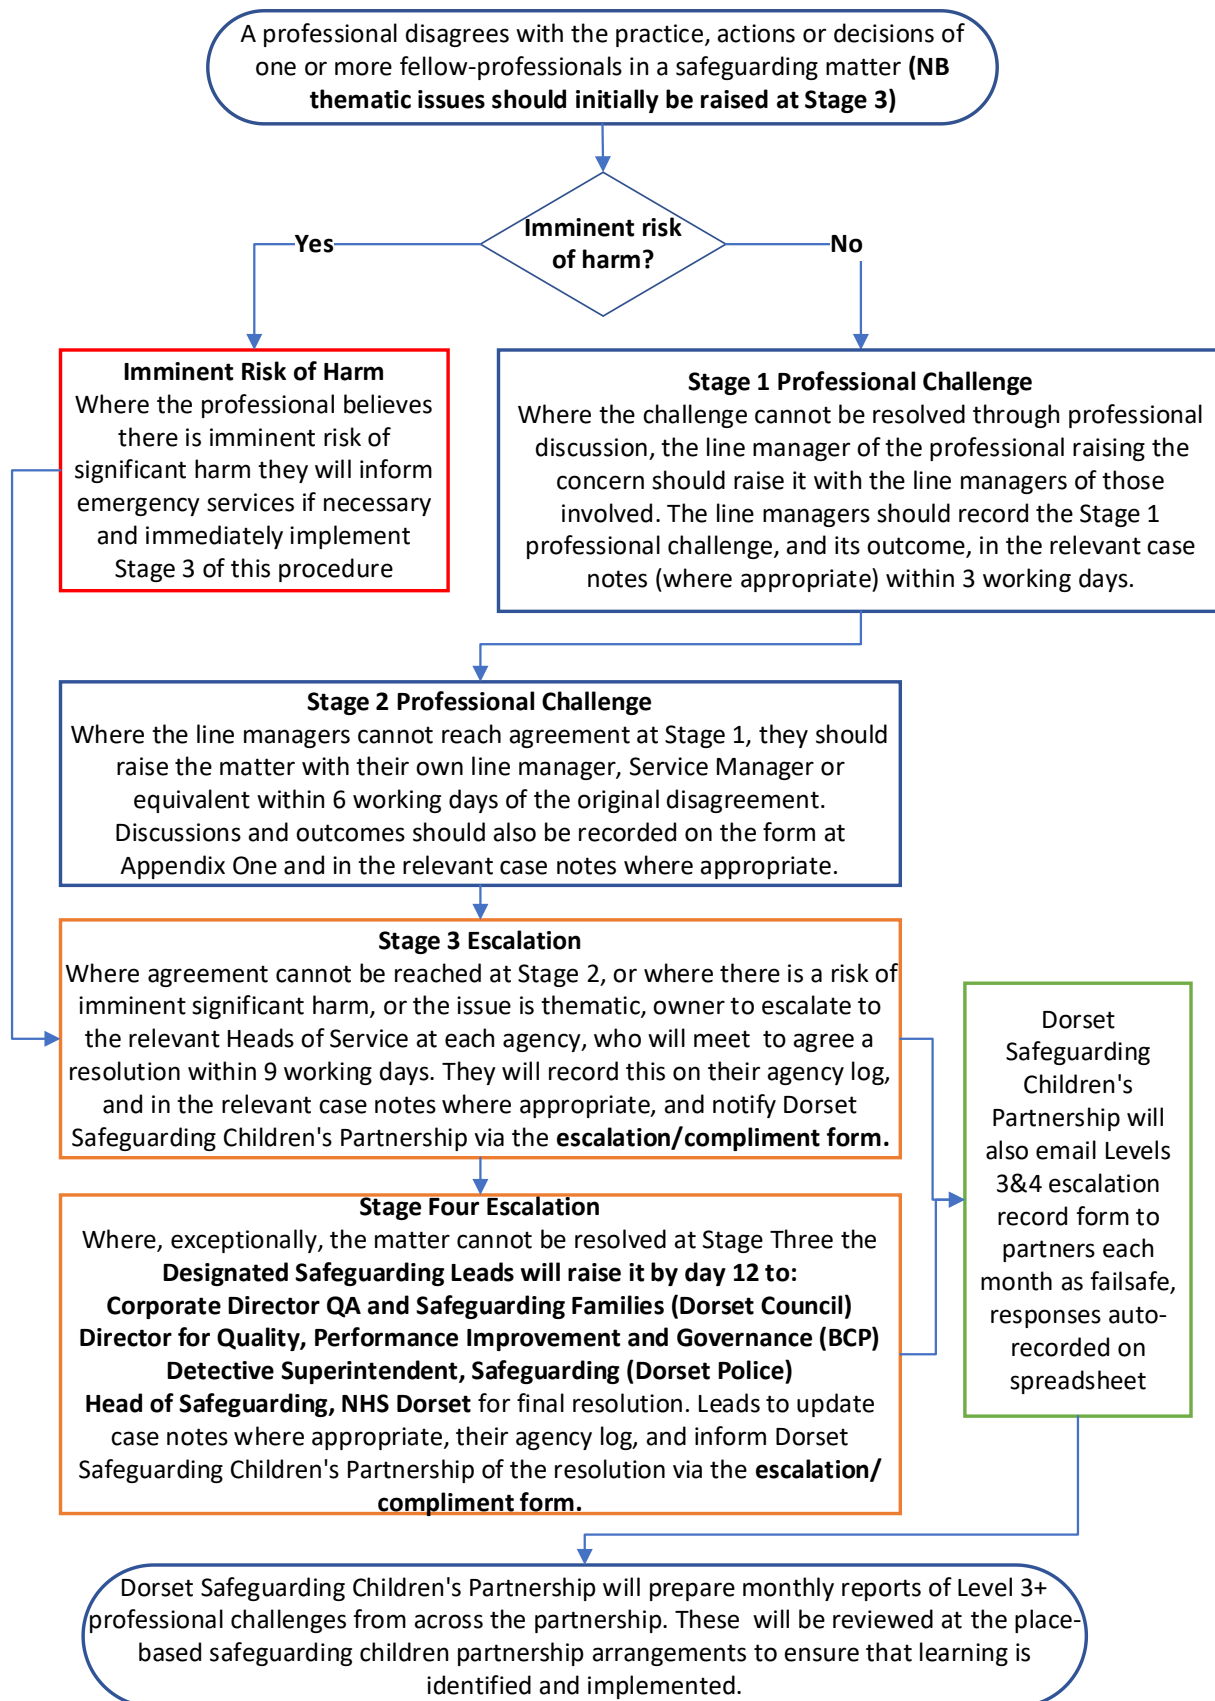 A professional disagrees with the practice, actions or decisions of
one or more fellow-professionals in a safeguarding matter (NB
thematic issues should initially be raised at Stage 3)
Imminent risk
of harm?
Yes
No
Imminent Risk of Harm
Where the professional believes
there is imminent risk of
significant harm they will inform
emergency services if necessary
and immediately implement
Stage 3 of this procedure
Stage 1 Professional Challenge
Where the challenge cannot be resolved through professional
discussion, the line manager of the professional raising the
concern should raise it with the line managers of those
involved. The line managers should record the Stage 1
professional challenge, and its outcome, in the relevant case
notes (where appropriate) within 3 working days.
Stage 2 Professional Challenge
Where the line managers cannot reach agreement at Stage 1, they should
raise the matter with their own line manager, Service Manager or
equivalent within 6 working days of the original disagreement.
Discussions and outcomes should also be recorded on the form at
Appendix One and in the relevant case notes where appropriate.
Stage 3 Escalation
Where agreement cannot be reached at Stage 2, or where there is a risk of
imminent significant harm, or the issue is thematic, owner to escalate to
the relevant Heads of Service at each agency, who will meet to agree a
resolution within 9 working days. They will record this on their agency log,
and in the relevant case notes where appropriate, and notify Dorset
Safeguarding Children's Partnership via the escalation/compliment form.
Stage Four Escalation
Where, exceptionally, the matter cannot be resolved at Stage Three the
Designated Safeguarding Leads will raise it by day 12 to:
Corporate Director QA and Safeguarding Families (Dorset Council)
Director for Quality, Performance Improvement and Governance (BCP)
Detective Superintendent, Safeguarding (Dorset Police)
Head of Safeguarding, NHS Dorset for final resolution. Leads to update
case notes where appropriate, their agency log, and inform Dorset
Safeguarding Children's Partnership of the resolution via the escalation/
compliment form.
Dorset
Safeguarding
Children's
Partnership will
also email Levels
3&4 escalation
record form to
partners each
month as failsafe,
responses auto-
recorded on
spreadsheet
Dorset Safeguarding Children's Partnership will prepare monthly reports of Level 3+
professional challenges from across the partnership. These will be reviewed at the place-
based safeguarding children partnership arrangements to ensure that learning is
identified and implemented.